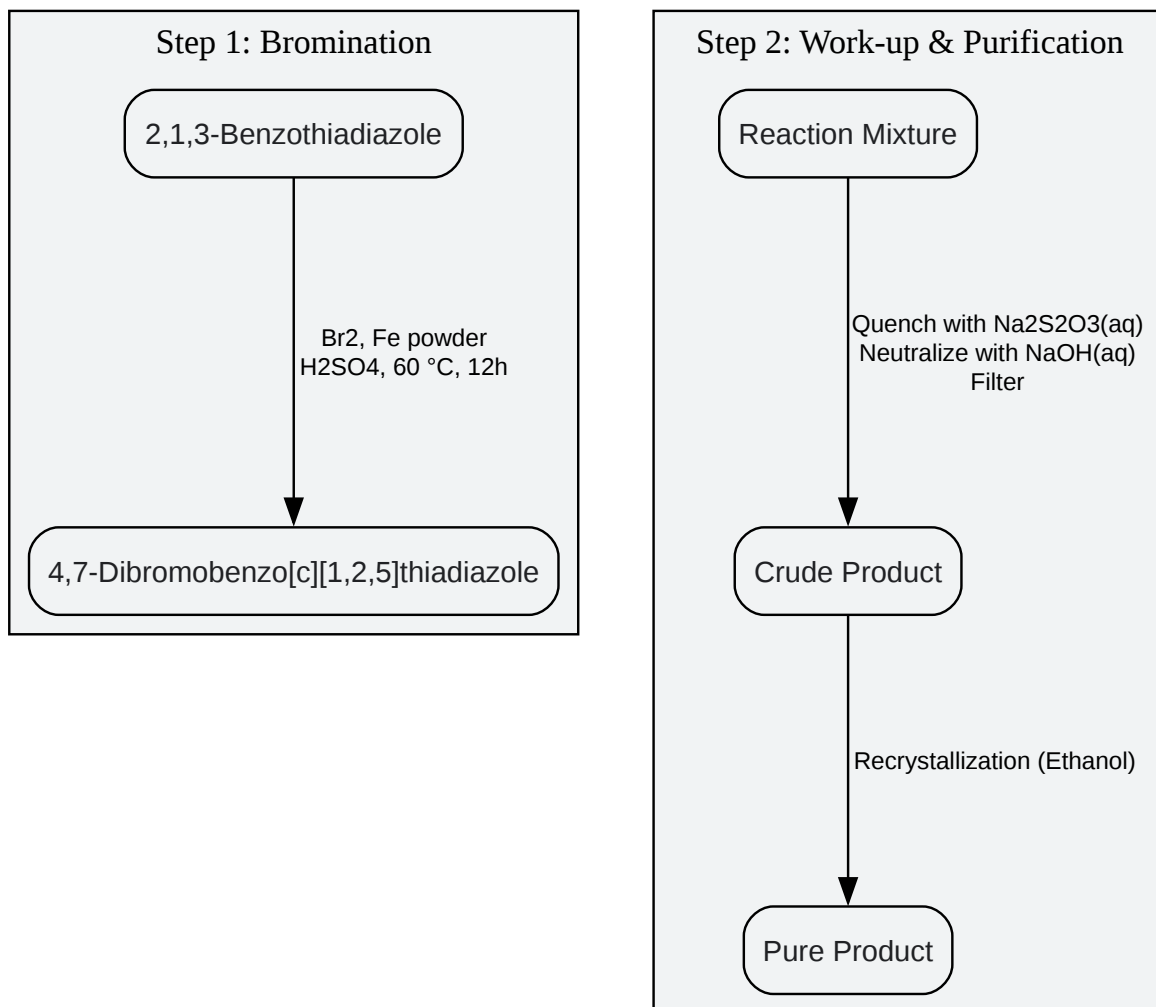 Step 1: Bromination
2,1,3-Benzothiadiazole
Br2, Fe powder
H2SO4, 60 °C, 12h
4,7-Dibromobenzo[c][1,2,5]thiadiazole
Step 2: Work-up & Purification
Reaction Mixture
Quench with Na2S2O3(aq)
Neutralize with NaOH(aq)
Filter
Crude Product
Recrystallization (Ethanol)
Pure Product